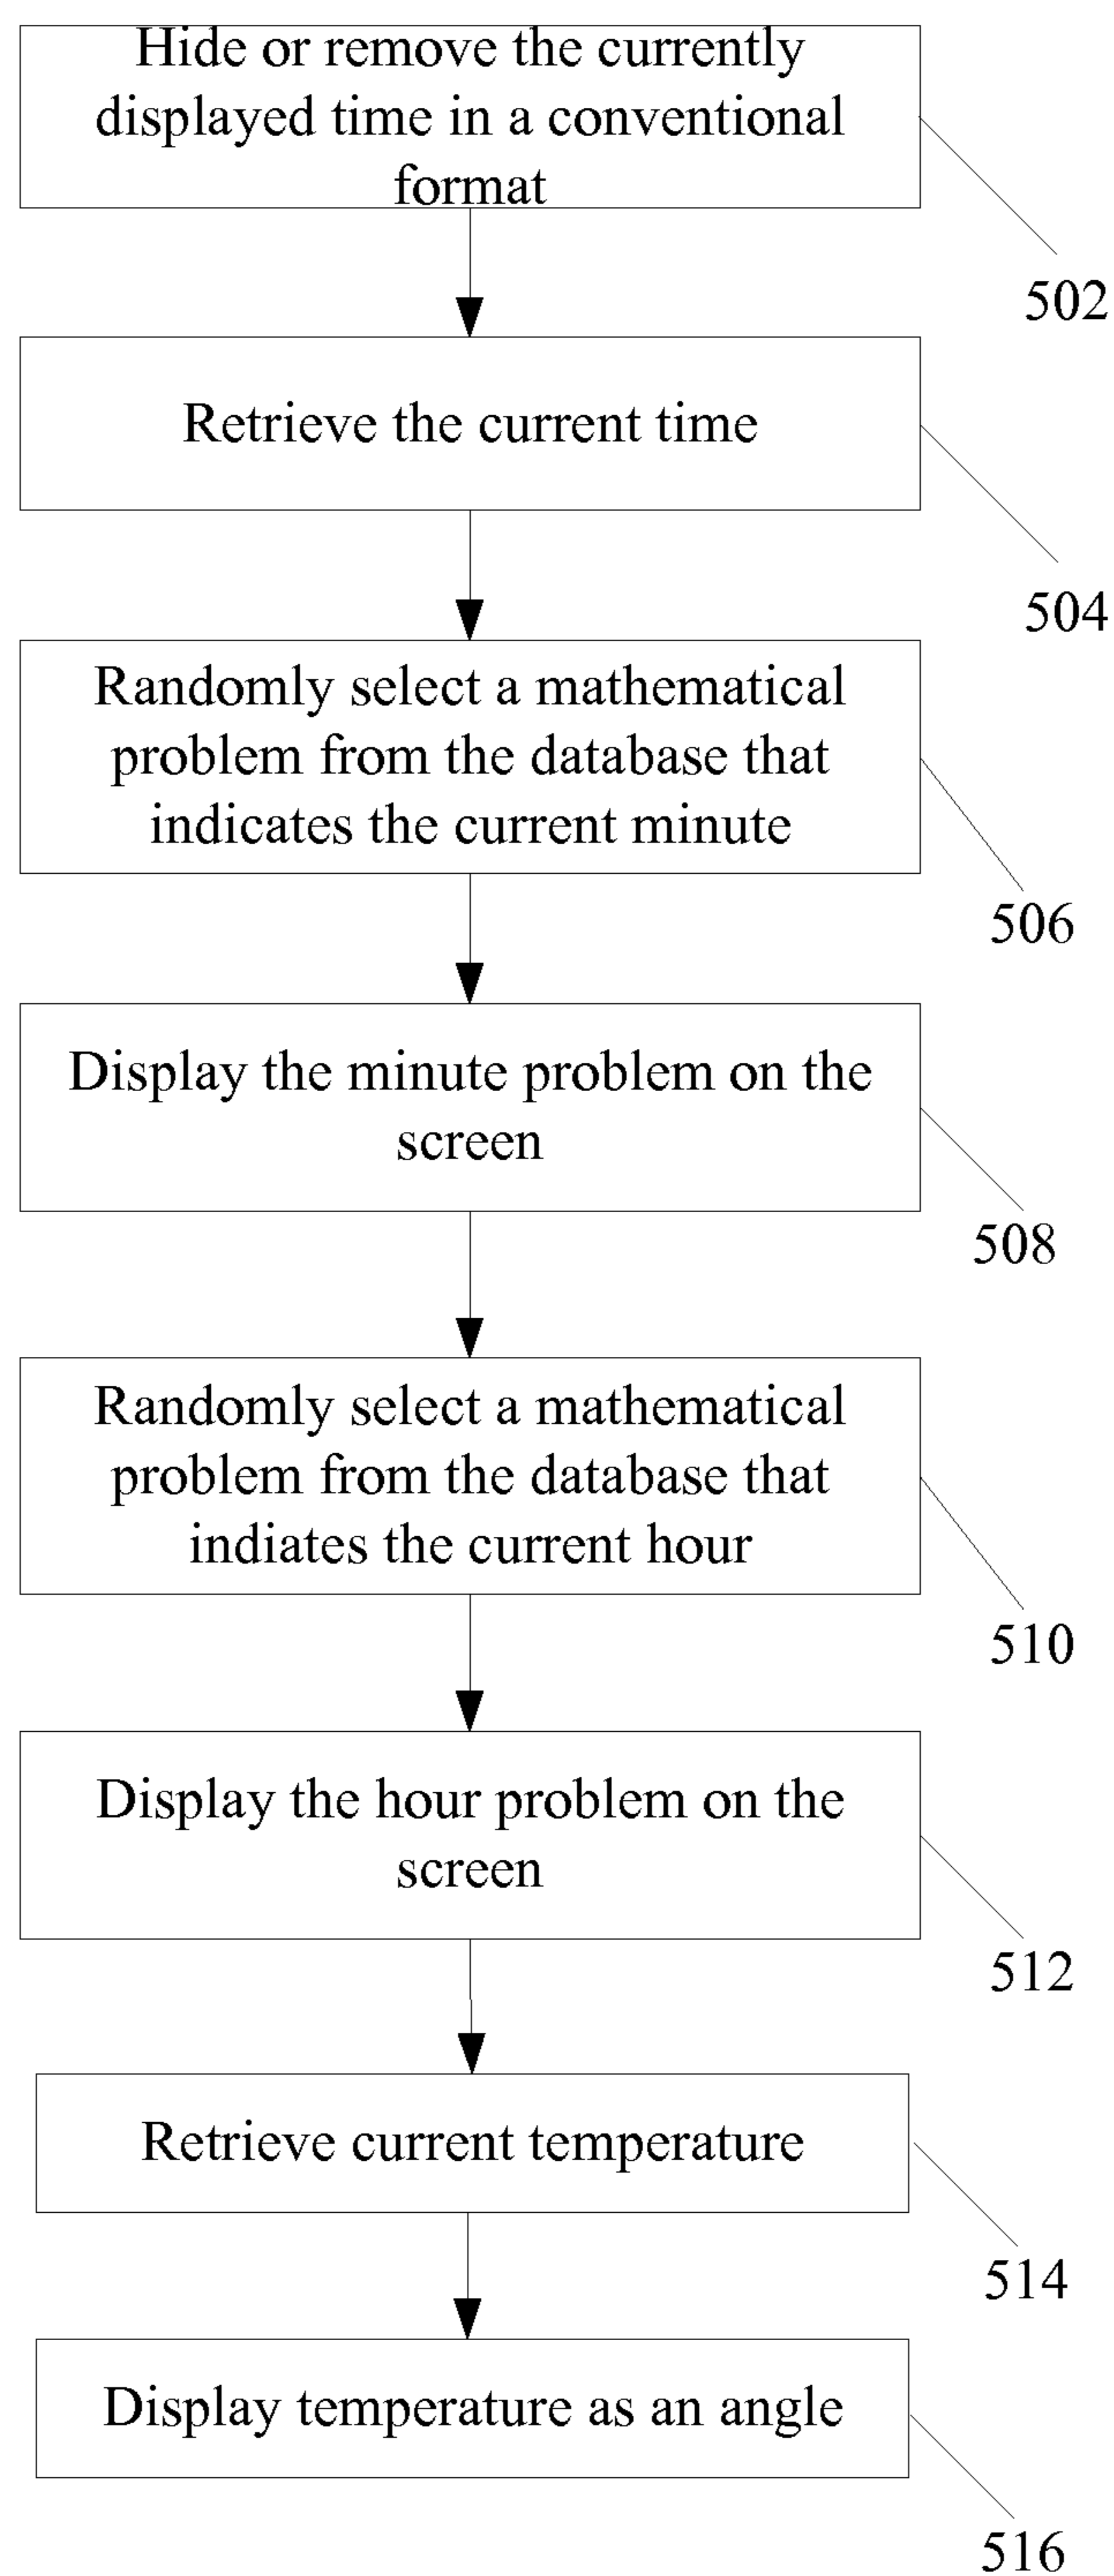 Hide or remove the currently
displayed time in a conventional
format
502
Retrieve the current time
504
Randomly select a mathematical
problem from the database that
indicates the current minute
506
Display the minute problem on the
screen
508
Randomly select a mathematical
problem from the database that
indiates the current hour
510
Display the hour problem on the
screen
512
Retrieve current temperature
514
Display temperature as an angle
516